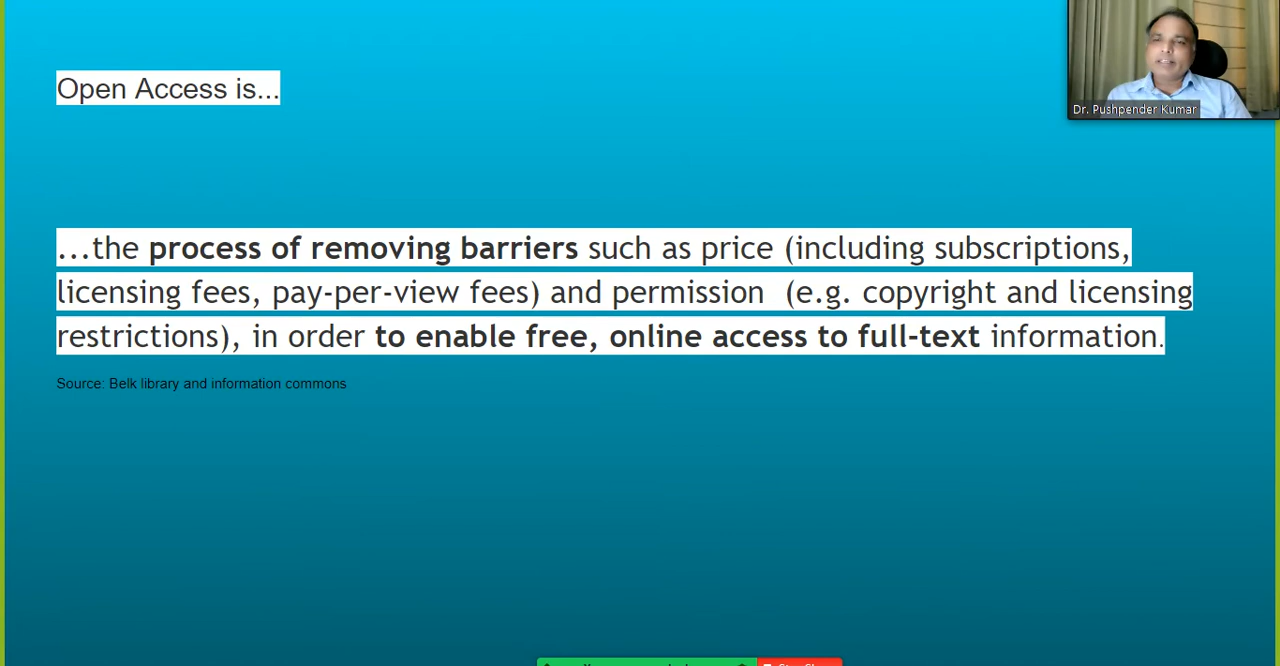 Open Access is...
Dr. Pushpender Kumar
...the process of removing barriers such as price (including subscriptions,
licensing fees, pay-per-view fees) and permission  (e.g. copyright and licensing
restrictions), in order to enable free, online access to full-text information.
Source: Belk library and information commons